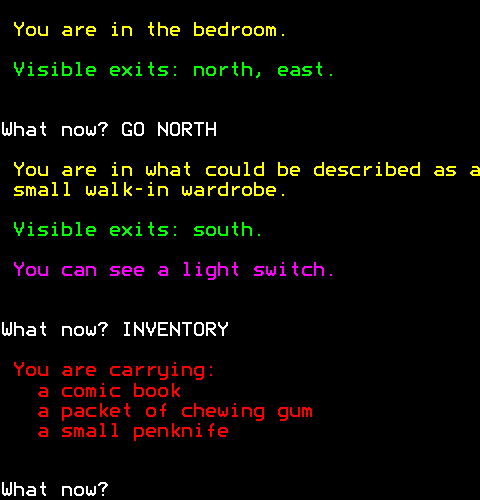 You are in the bedroom.
Visible exits: north, east.
What now? GO NORTH
You are in what could be described as a
small walk-in wardrobe.
Visible exits: south.
You can see a light switch.
What now? INVENTORY
You are carrying:
a comic book
a packet of chewing gum
a small penknife
What now?